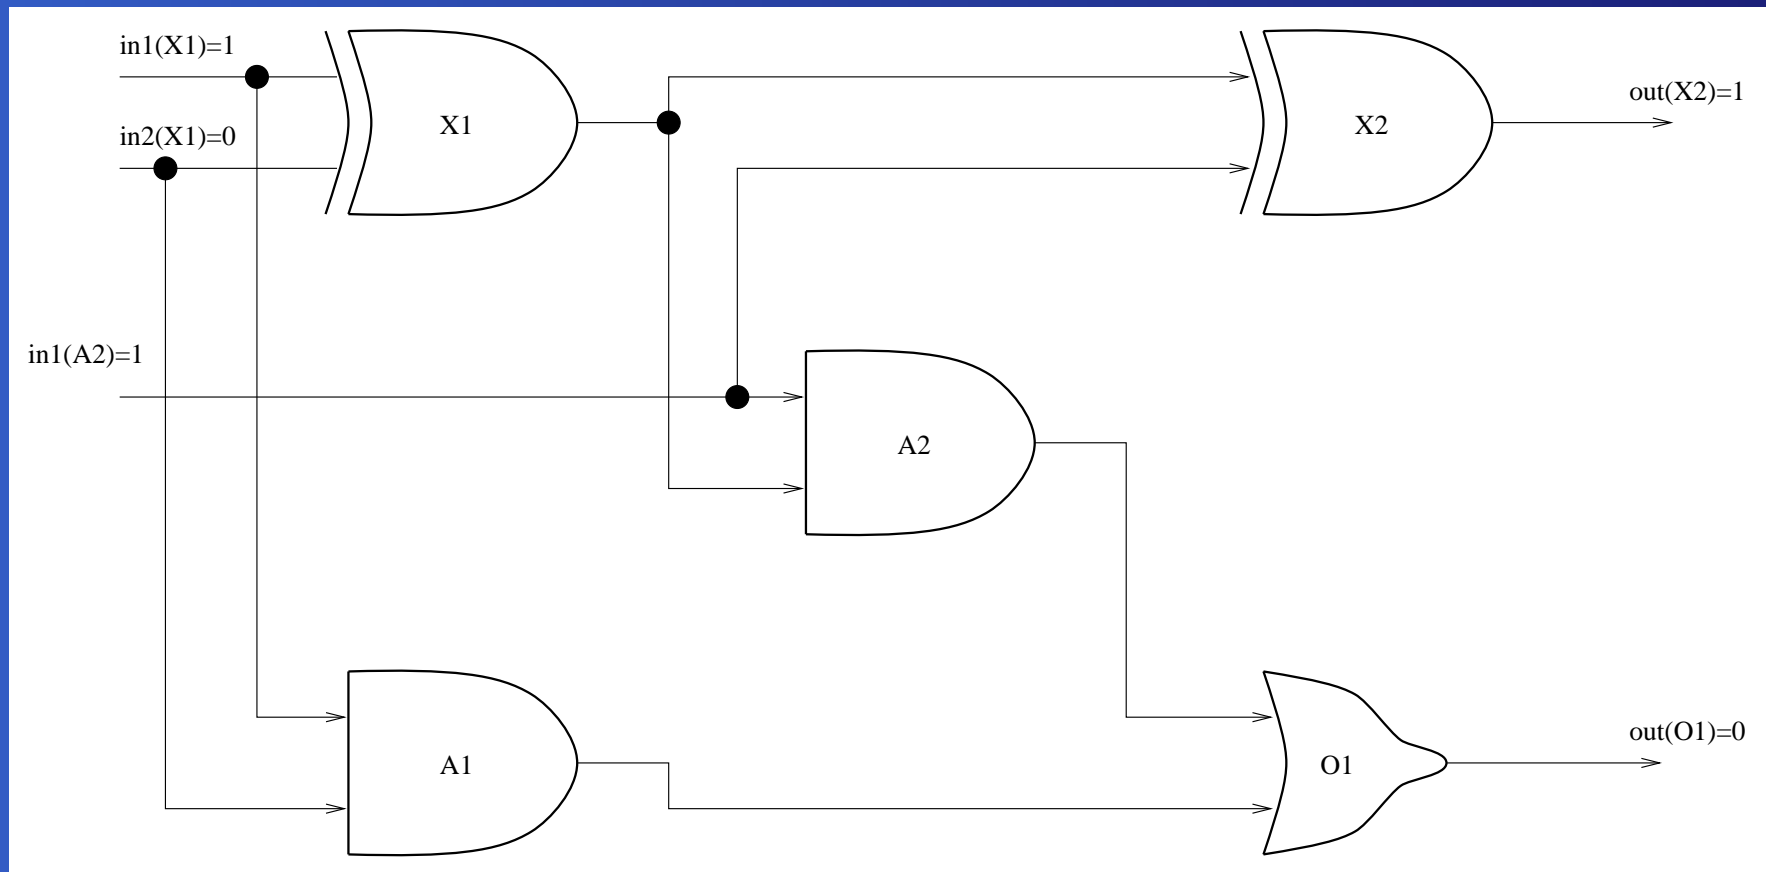 in1(X1)=1
out(X2)=1
X1
X2
in2(X1)=0
in1(A2)=1
A2
out(O1)=0
A1
O1